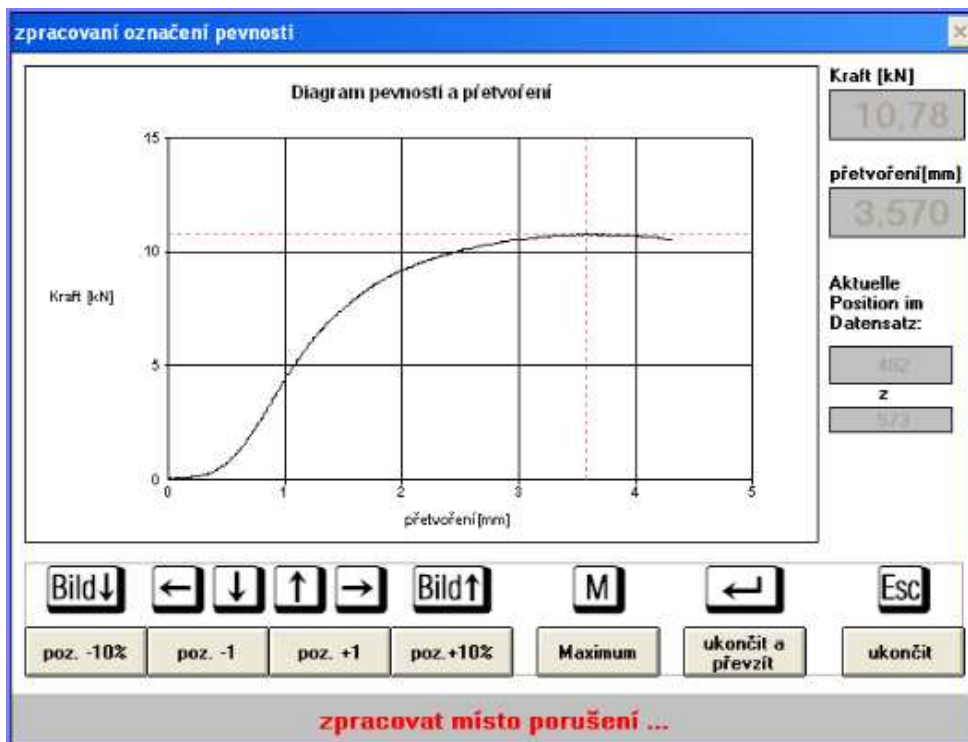 zpracovaní označení pevnosti
Diagram pevnosti a přetvoření
15
10
5
0
Kraft [kN]
0 1 2 3 4 5
přetvoření[mm]
Kraft [kN]
10,78
přetvoření[mm]
3,570
Aktuelle
Position im
Datensatz:
482
z
573
Bild↓ ← ↓ ↑ → Bild↑ M ↵ Esc
poz. -10% poz. -1 poz. +1 poz.+10% Maximum ukončit a převzít ukončit
zpracovat místo porušení ...